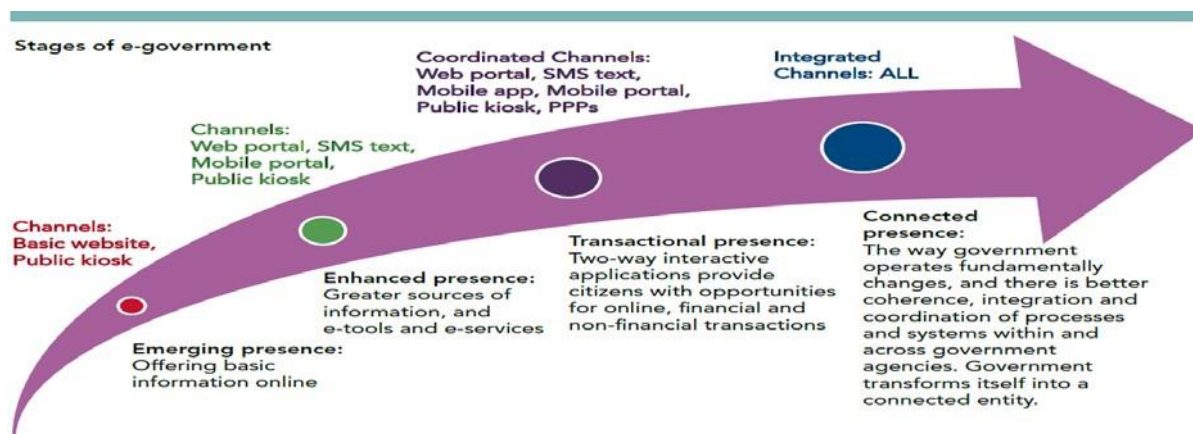 Stages of e-government
Channels:
Basic website,
Public kiosk
Emerging presence:
Offering basic
information online
Channels:
Web portal, SMS text,
Mobile portal,
Public kiosk
Enhanced presence:
Greater sources of
information, and
e-tools and e-services
Coordinated Channels:
Web portal, SMS text,
Mobile app, Mobile portal,
Public kiosk, PPPs
Transactional presence:
Two-way interactive
applications provide
citizens with opportunities
for online, financial and
non-financial transactions
Integrated
Channels: ALL
Connected
presence:
The way government
operates fundamentally
changes, and there is better
coherence, integration and
coordination of processes
and systems within and
across government
agencies. Government
transforms itself into a
connected entity.